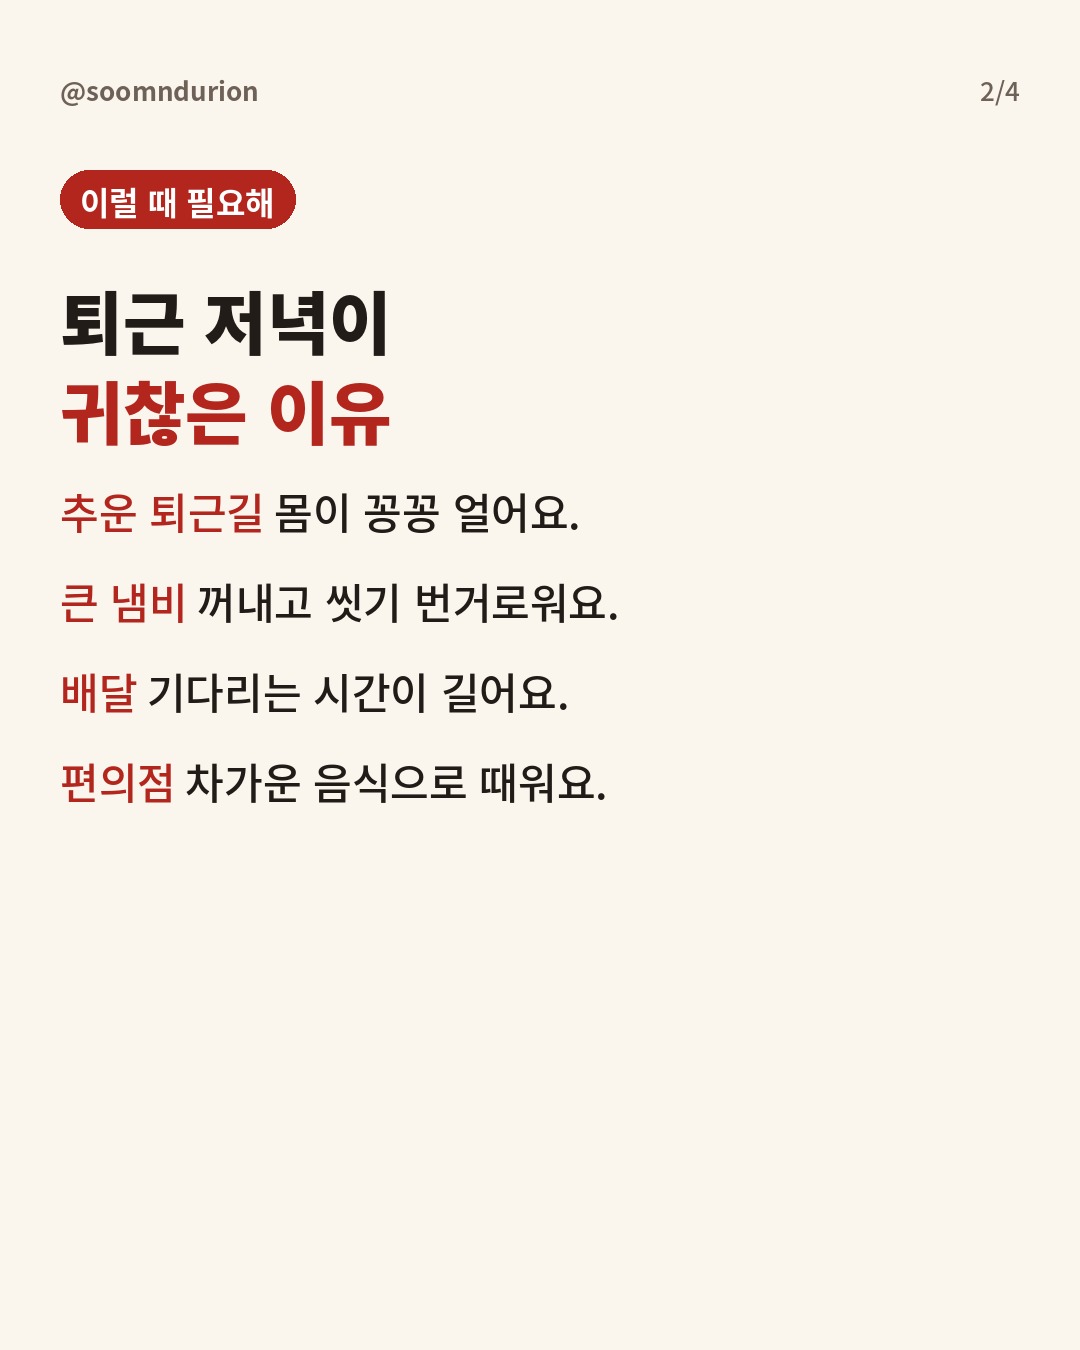 @soomndurion
2/4
이럴 때 필요해
퇴근 저녁이
귀찮은 이유
추운 퇴근길 몸이 꽁꽁 얼어요.
큰 냄비 꺼내고 씻기 번거로워요.
배달 기다리는 시간이 길어요.
편의점 차가운 음식으로 때워요.